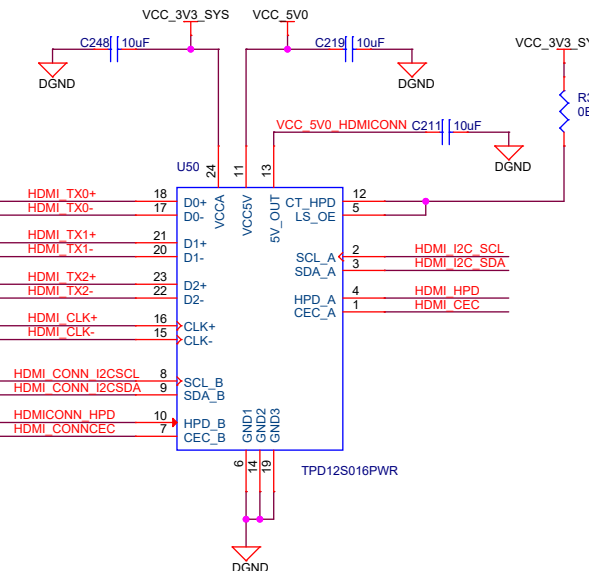 VCC_3V3_SYS VCC_5V0
C248 10uF C219 10uF VCC_3V3_SY
DGND DGND
R3
0E
VCC_5V0_HDMICONN C211 10uF
DGND
U50 24 11 13
VCCA VCC5V 5V_OUT
HDMI_TX0+ 18 D0+ CT_HPD 12
HDMI_TX0- 17 D0- LS_OE 5
HDMI_TX1+ 21 D1+
HDMI_TX1- 20 D1- SCL_A 2 HDMI_I2C_SCL
SDA_A 3 HDMI_I2C_SDA
HDMI_TX2+ 23 D2+
HDMI_TX2- 22 D2- HPD_A 4 HDMI_HPD
CEC_A 1 HDMI_CEC
HDMI_CLK+ 16 CLK+
HDMI_CLK- 15 CLK-
HDMI_CONN_I2CSCL 8 SCL_B
HDMI_CONN_I2CSDA 9 SDA_B
HDMICONN_HPD 10 HPD_B
HDMI_CONNCEC 7 CEC_B
GND1 GND2 GND3
6 14 19
TPD12S016PWR
DGND